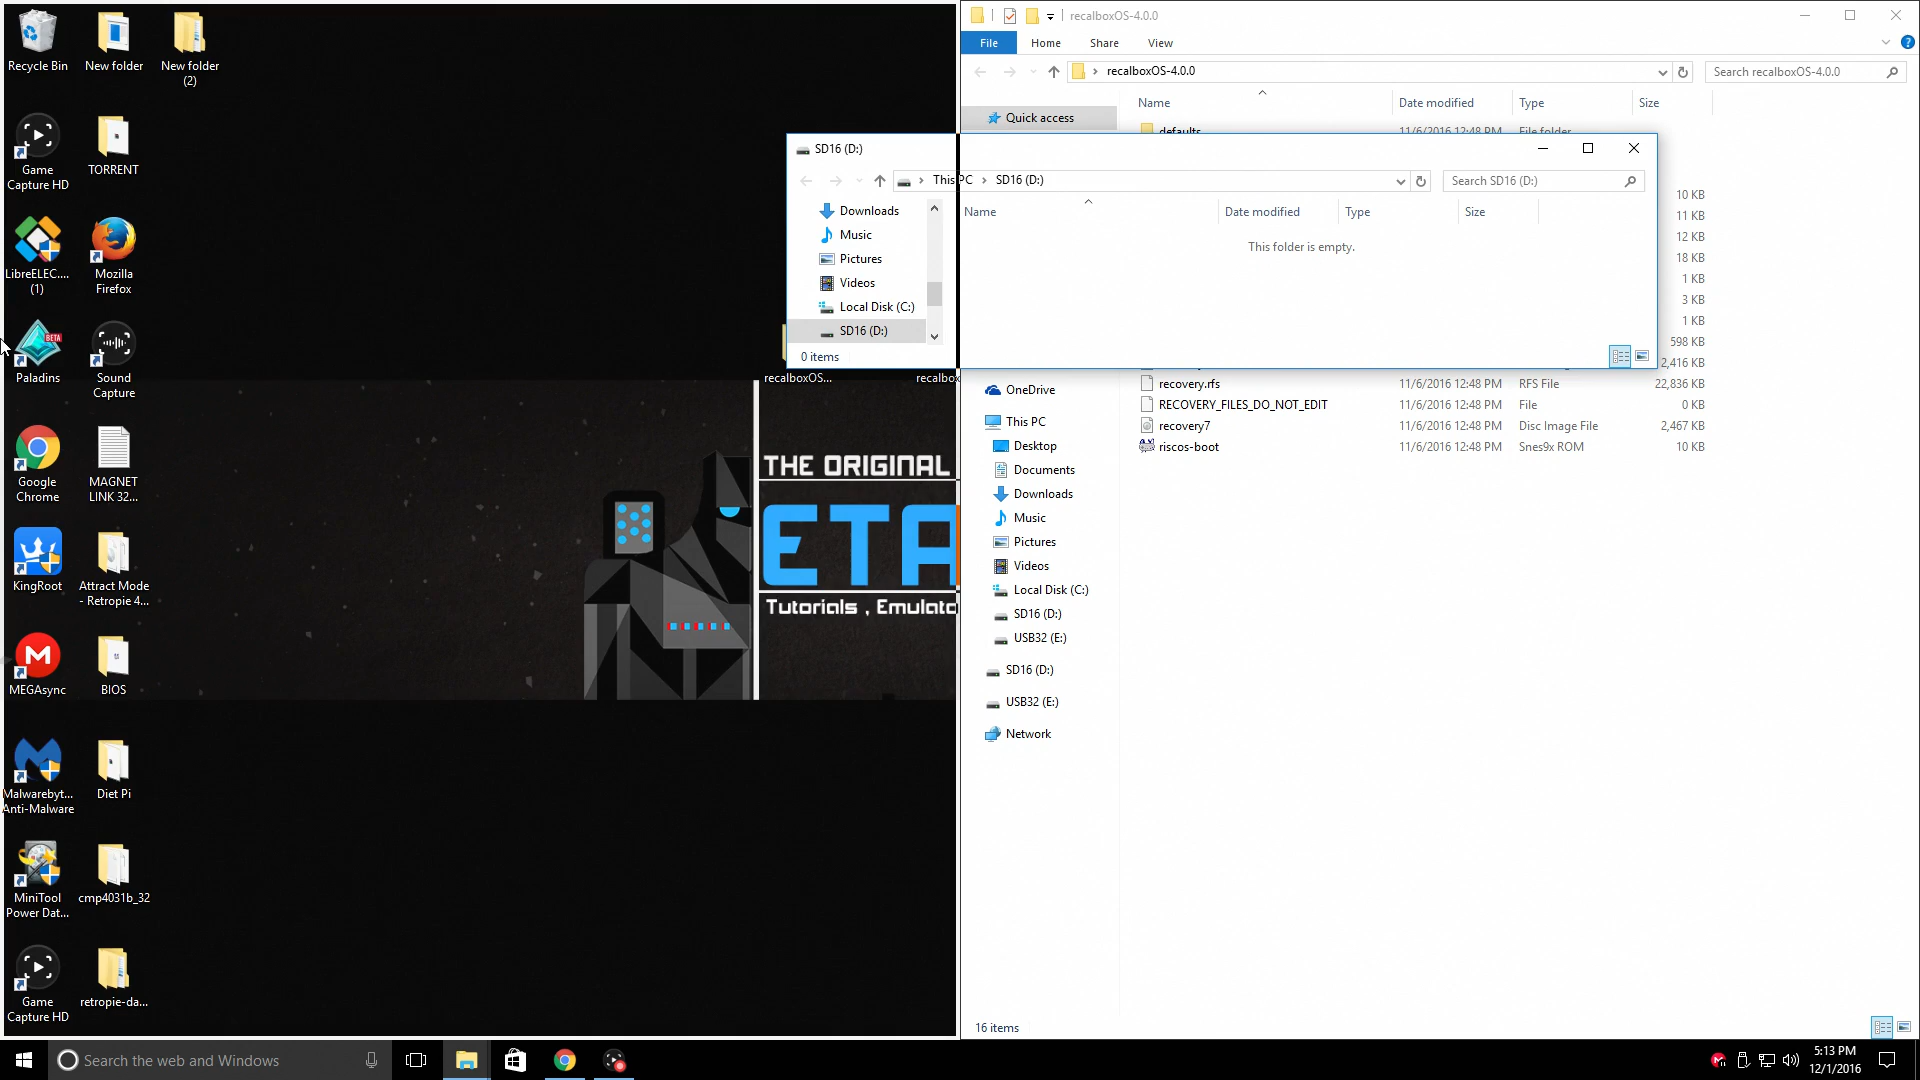 Recycle Bin
New folder
New folder
(2)
Game
Capture HD
TORRENT
LibreELEC....
(1)
Mozilla
Firefox
Paladins
BETA
Sound
Capture
Google
Chrome
MAGNET
LINK 32...
KingRoot
Attract Mode
- Retropie 4...
MEGAsync
BIOS
Malwarebyt...
Anti-Malware
Diet Pi
MiniTool
Power Dat...
cmp4031b_32
Game
Capture HD
retropie-da...
recalboxOS...
THE ORIGINAL
ETA
Tutorials , Emulato
recalboxOS-4.0.0
File
Home
Share
View
recalboxOS-4.0.0
Search recalboxOS-4.0.0
Name
Date modified
Type
Size
Quick access
defaults
11/6/2016 12:48 PM
File folder
SD16 (D:)
This PC
SD16 (D:)
Search SD16 (D:)
Downloads
Music
Pictures
Videos
Local Disk (C:)
SD16 (D:)
0 items
Name
Date modified
Type
Size
This folder is empty.
10 KB
11 KB
12 KB
18 KB
1 KB
3 KB
1 KB
598 KB
2,416 KB
recovery.rfs
11/6/2016 12:48 PM
RFS File
22,836 KB
RECOVERY_FILES_DO_NOT_EDIT
11/6/2016 12:48 PM
File
0 KB
recovery7
11/6/2016 12:48 PM
Disc Image File
2,467 KB
riscos-boot
11/6/2016 12:48 PM
Snes9x ROM
10 KB
OneDrive
This PC
Desktop
Documents
Downloads
Music
Pictures
Videos
Local Disk (C:)
SD16 (D:)
USB32 (E:)
SD16 (D:)
USB32 (E:)
Network
16 items
Search the web and Windows
5:13 PM
12/1/2016